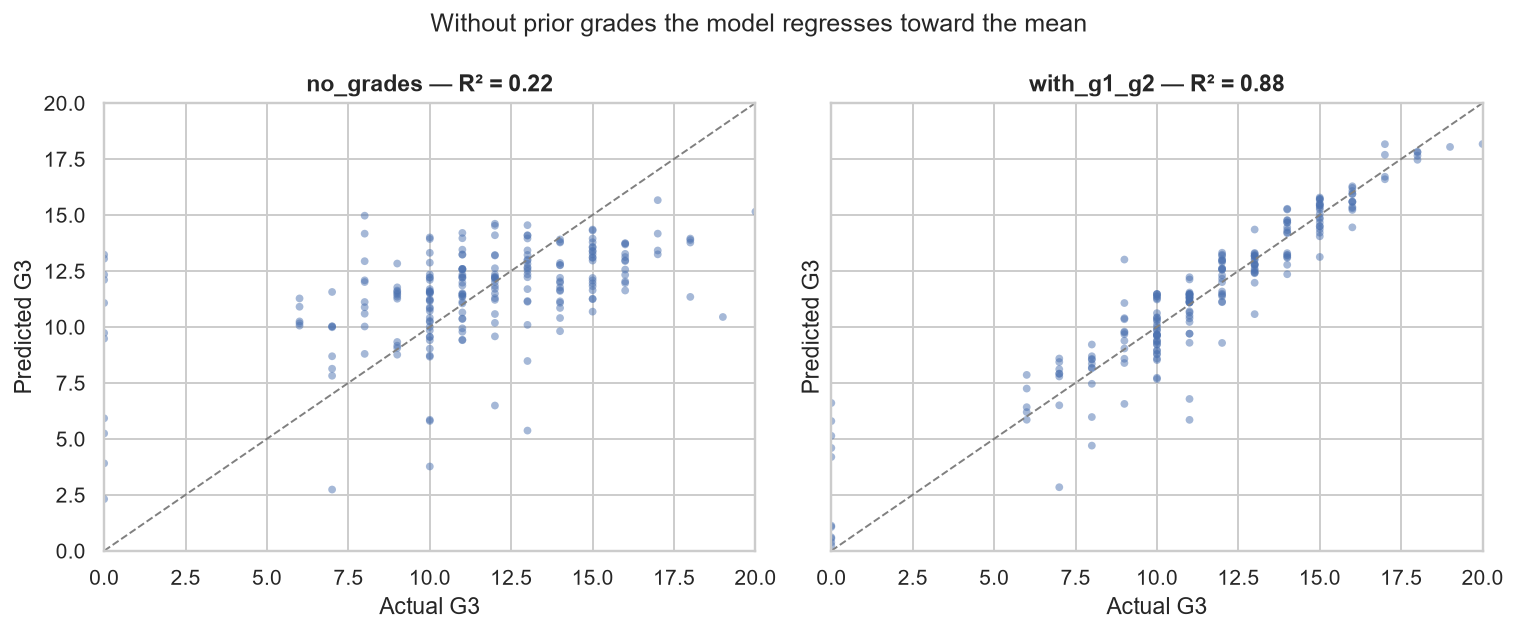 Without prior grades the model regresses toward the mean
no_grades — R² = 0.22
20.0
17.5
15.0
12.5
10.0
7.5
5.0
2.5
0.0
Predicted G3
0.0 2.5 5.0 7.5 10.0 12.5 15.0 17.5 20.0
Actual G3
with_g1_g2 — R² = 0.88
Predicted G3
0.0 2.5 5.0 7.5 10.0 12.5 15.0 17.5 20.0
Actual G3